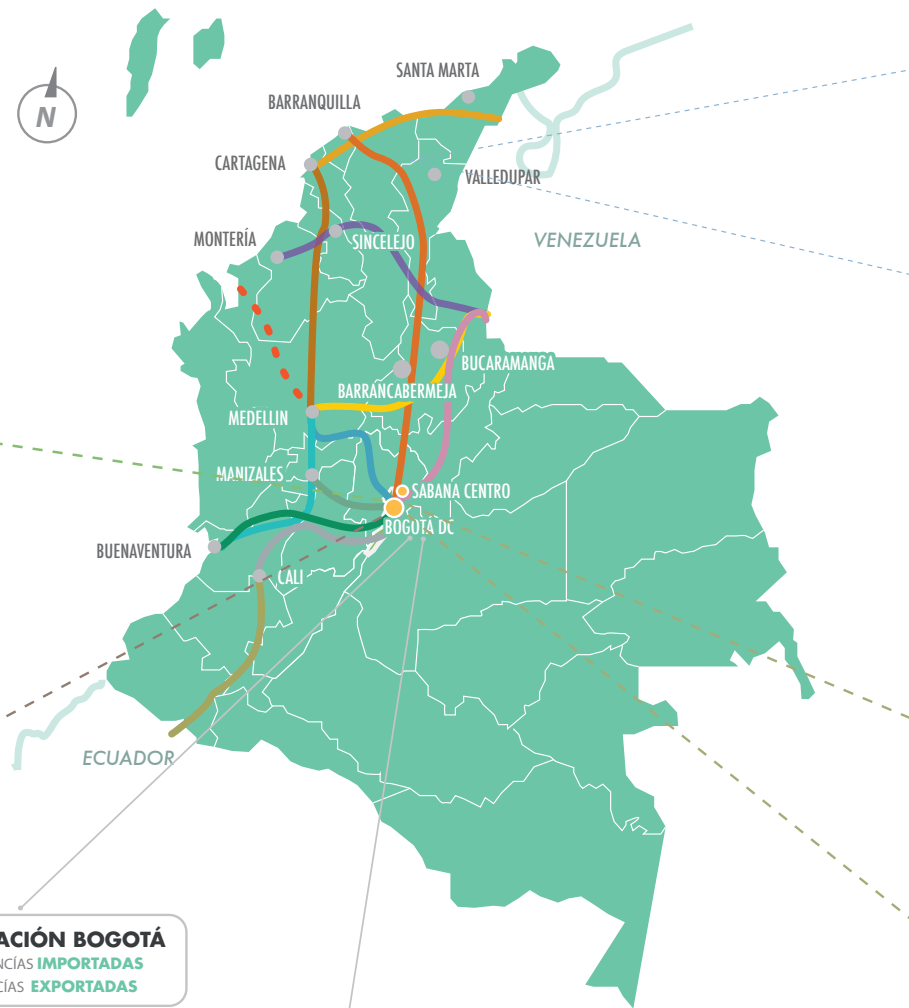 SANTA MARTA
BARRANQUILLA
N
CARTAGENA
VALLEDUPAR
MONTERÍA
SINCELEJO
VENEZUELA
BUCARAMANGA
BARRANCABERMEJA
MEDELLIN
MANIZALES
SABANA CENTRO
BOGOTÁ DC
BUENAVENTURA
CALI
ECUADOR
ACIÓN BOGOTÁ
NCÍAS IMPORTADAS
CÍAS EXPORTADAS